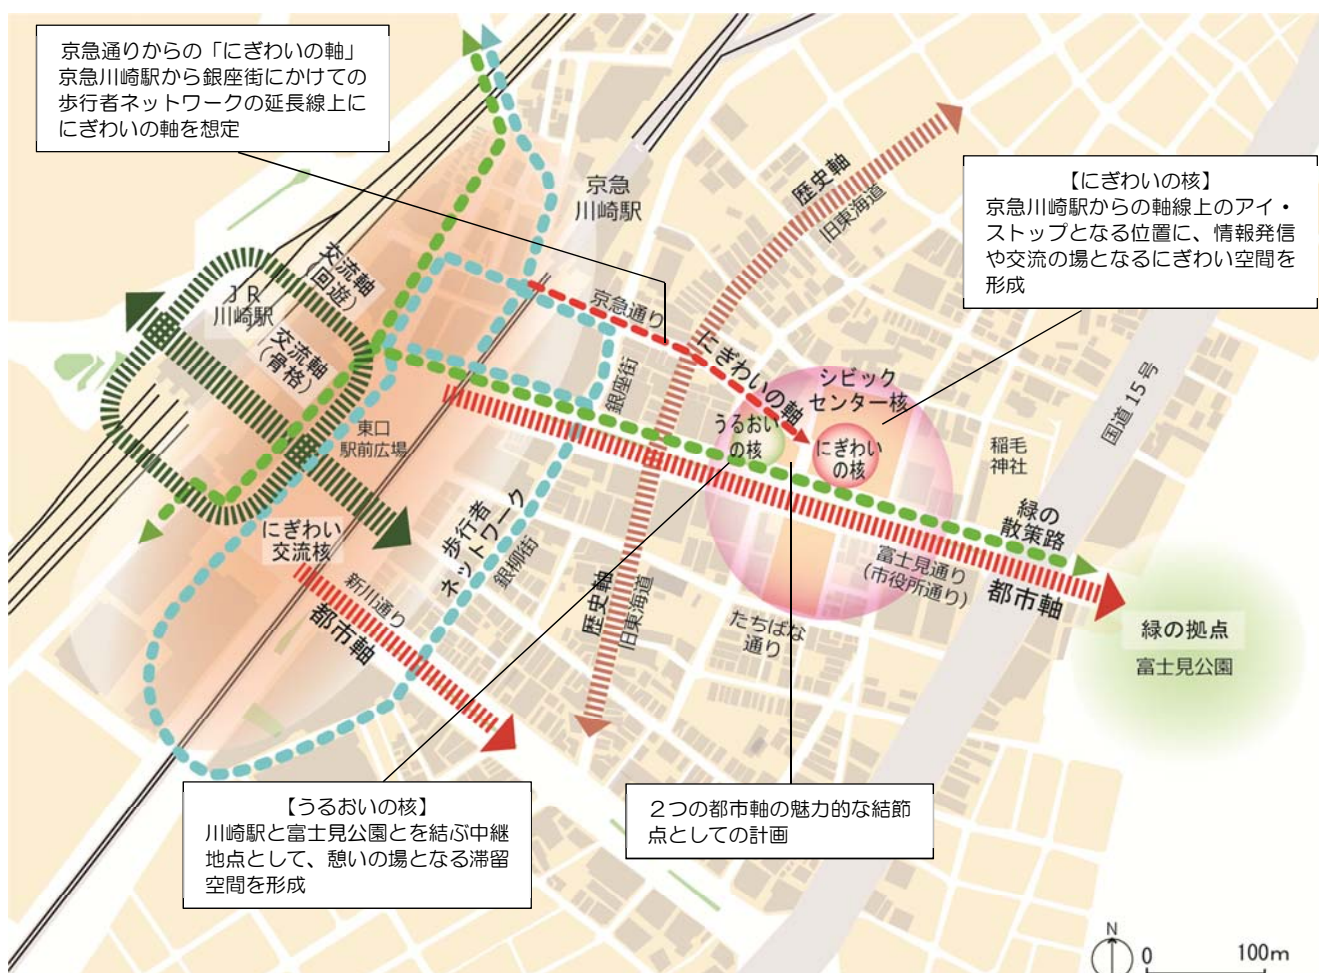 京急通りからの「にぎわいの軸」
京急川崎駅から銀座街にかけての
歩行者ネットワークの延長線上に
にぎわいの軸を想定
京急
川崎駅
歴史軸
旧東海道
【にぎわいの核】
京急川崎駅からの軸線上のアイ・
ストップとなる位置に、情報発信
や交流の場となるにぎわい空間を
形成
交流軸
(回遊)
JR
川崎駅
交流軸
(骨格)
京急通り
にぎわいの軸
銀座街
シビック
センター核
うるおい
の核
にぎわい
の核
国道15号
稲毛
神社
東口
駅前広場
にぎわい
交流核
歩行者
ネットワーク
銀柳街
新川通り
都市軸
歴史軸
旧東海道
緑の
散策路
富士見通り
(市役所通り)
都市軸
たちばな
通り
緑の拠点
富士見公園
【うるおいの核】
川崎駅と富士見公園とを結ぶ中継
地点として、憩いの場となる滞留
空間を形成
2つの都市軸の魅力的な結節
点としての計画
N
0 100m